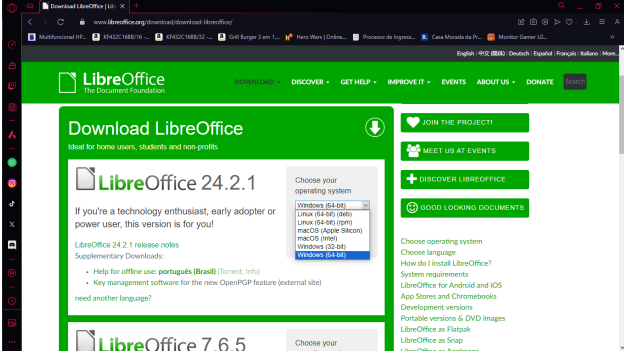 Download LibreOffice | Li
www.libreoffice.org/download/download-libreoffice/
Multifuncional HP...
KF432C16BB/16 -...
KF432C16BB/32 -...
Grill Burger 3 em 1,...
Hero Wars | Online...
Processo de Ingress...
Casa Morada da Pr...
Monitor Gamer LG...
English | 中文 (简体) | Deutsch | Español | Français | Italiano | More...
LibreOffice
The Document Foundation
DOWNLOAD
DISCOVER
GET HELP
IMPROVE IT
EVENTS
ABOUT US
DONATE
Search
Download LibreOffice
Ideal for home users, students and non-profits
LibreOffice 24.2.1
If you're a technology enthusiast, early adopter or
power user, this version is for you!
LibreOffice 24.2.1 release notes
Supplementary Downloads:
Help for offline use: português (Brasil) (Torrent, Info)
Key management software for the new OpenPGP feature (external site)
need another language?
Choose your
operating system:
Windows (64-bit)
Linux (64-bit) (deb)
Linux (64-bit) (rpm)
macOS (Apple Silicon)
macOS (Intel)
Windows (32-bit)
Windows (64-bit)
LibreOffice 7.6.5
Choose your
JOIN THE PROJECT!
MEET US AT EVENTS
DISCOVER LIBREOFFICE
GOOD LOOKING DOCUMENTS
Choose operating system
Choose language
How do I install LibreOffice?
System requirements
LibreOffice for Android and iOS
App Stores and Chromebooks
Development versions
Portable versions & DVD images
LibreOffice as Flatpak
LibreOffice as Snap
LibreOffice as AppImage